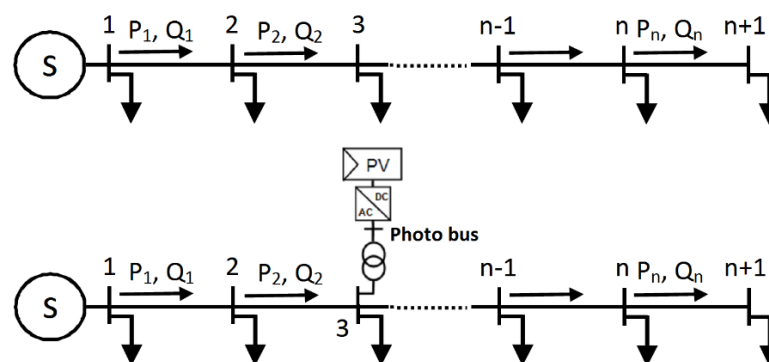 1 P₁, Q₁ 2 P₂, Q₂ 3 n-1 n Pₙ, Qₙ n+1
S
PV
DC
AC
Photo bus
1 P₁, Q₁ 2 P₂, Q₂ n-1 n Pₙ, Qₙ n+1
S
3